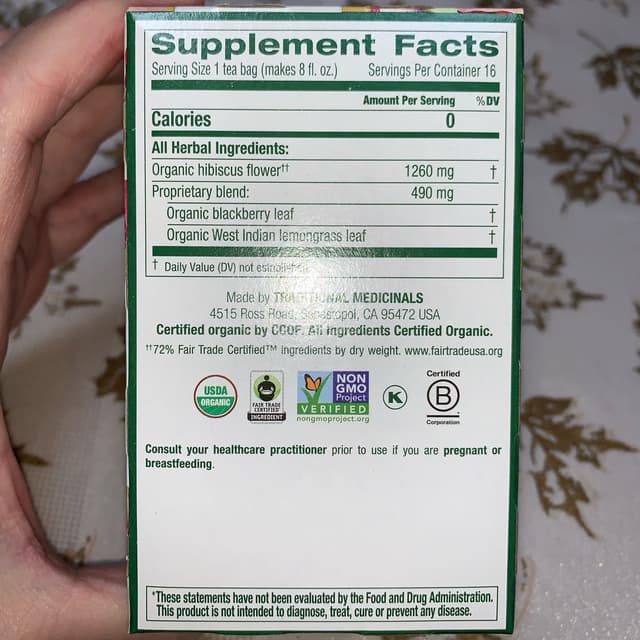 Supplement Facts
Serving Size 1 tea bag (makes 8 fl. oz.) Servings Per Container 16
Amount Per Serving %DV
Calories 0
All Herbal Ingredients:
Organic hibiscus flower†† 1260 mg †
Proprietary blend: 490 mg
Organic blackberry leaf †
Organic West Indian lemongrass leaf †
† Daily Value (DV) not established.
Made by TRADITIONAL MEDICINALS
4515 Ross Road, Sebastopol, CA 95472 USA
Certified organic by CCOF. All Ingredients Certified Organic.
††72% Fair Trade Certified™ ingredients by dry weight. www.fairtradeusa.org
USDA
ORGANIC
FAIR TRADE
CERTIFIED
INGREDIENT
NON
GMO
Project
VERIFIED
nongmoproject.org
K
Certified
B
Corporation
Consult your healthcare practitioner prior to use if you are pregnant or
breastfeeding.
*These statements have not been evaluated by the Food and Drug Administration.
This product is not intended to diagnose, treat, cure or prevent any disease.